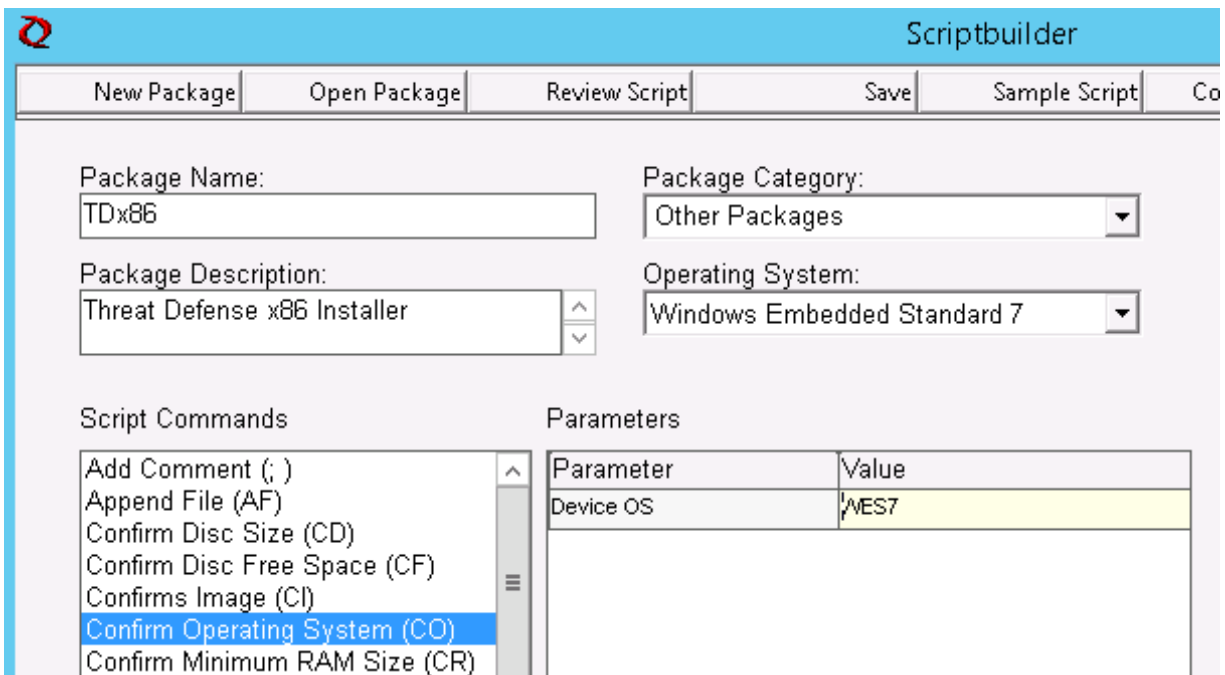 Scriptbuilder
New Package Open Package Review Script Save Sample Script Co
Package Name: Package Category:
TDx86 Other Packages
Package Description: Operating System:
Threat Defense x86 Installer Windows Embedded Standard 7
Script Commands Parameters
Add Comment (; ) Parameter Value
Append File (AF) Device OS WES7
Confirm Disc Size (CD)
Confirm Disc Free Space (CF)
Confirms Image (CI)
Confirm Operating System (CO)
Confirm Minimum RAM Size (CR)